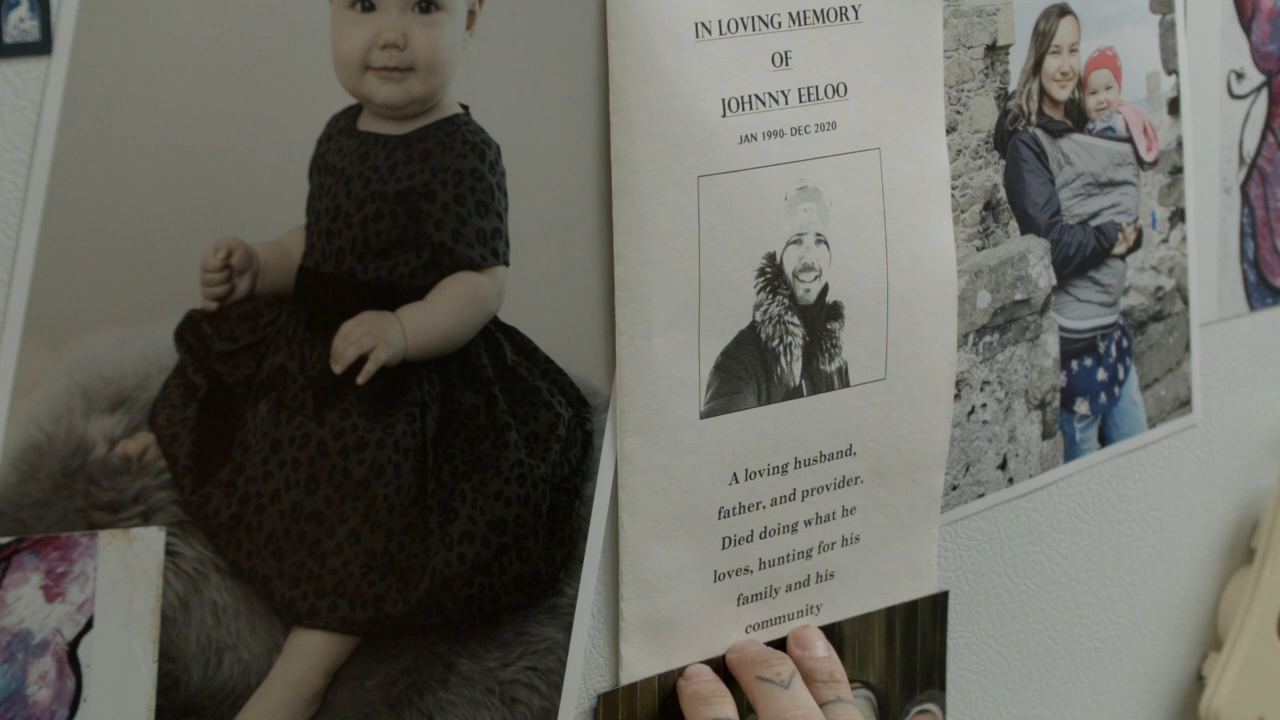 IN LOVING MEMORY
OF
JOHNNY EELOO
JAN 1990- DEC 2020
A loving husband,
father, and provider.
Died doing what he
loves, hunting for his
family and his
community